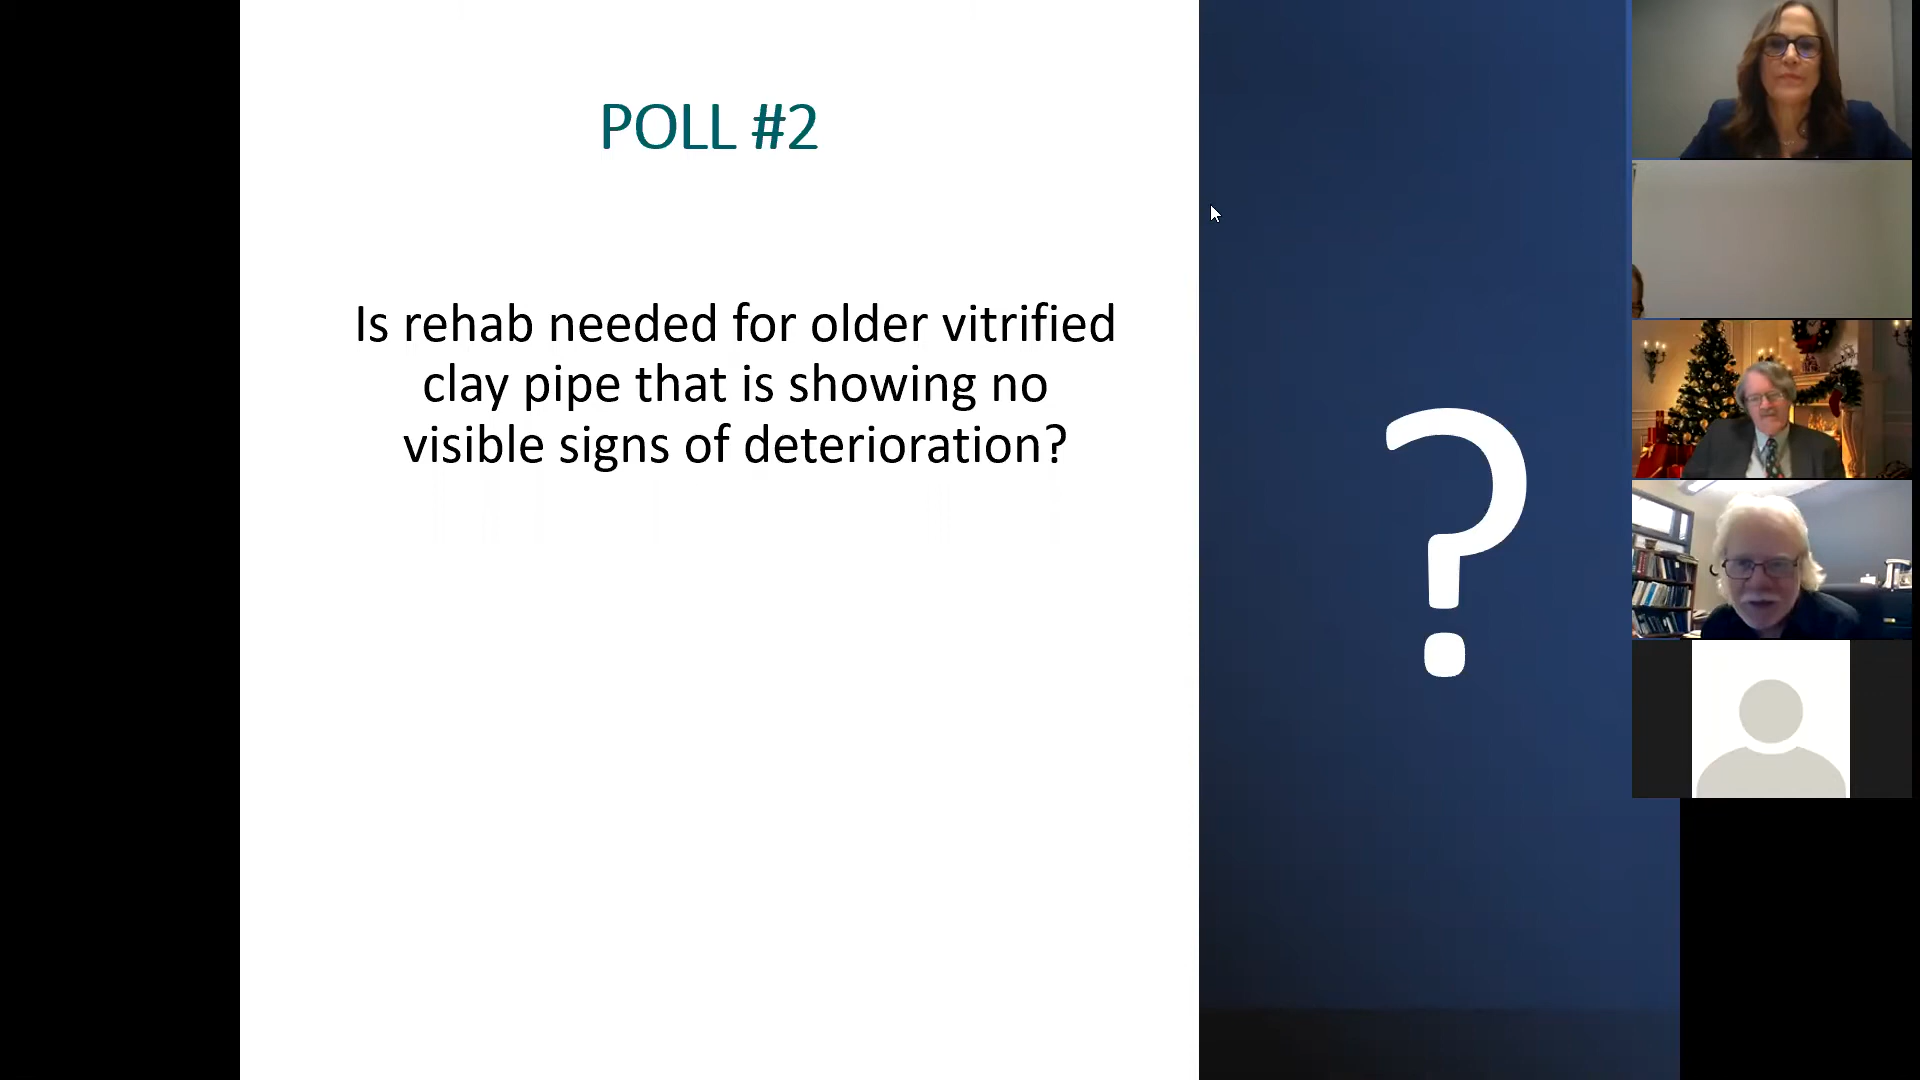 POLL #2
Is rehab needed for older vitrified
clay pipe that is showing no
visible signs of deterioration?
?